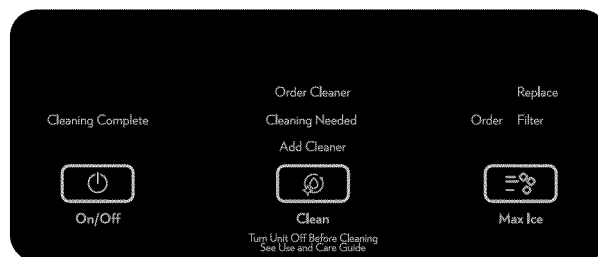 Order Cleaner
Replace
Cleaning Complete
Cleaning Needed
Order Filter
Add Cleaner
On/Off
Clean
Max Ice
Turn Unit Off Before Cleaning
See Use and Care Guide